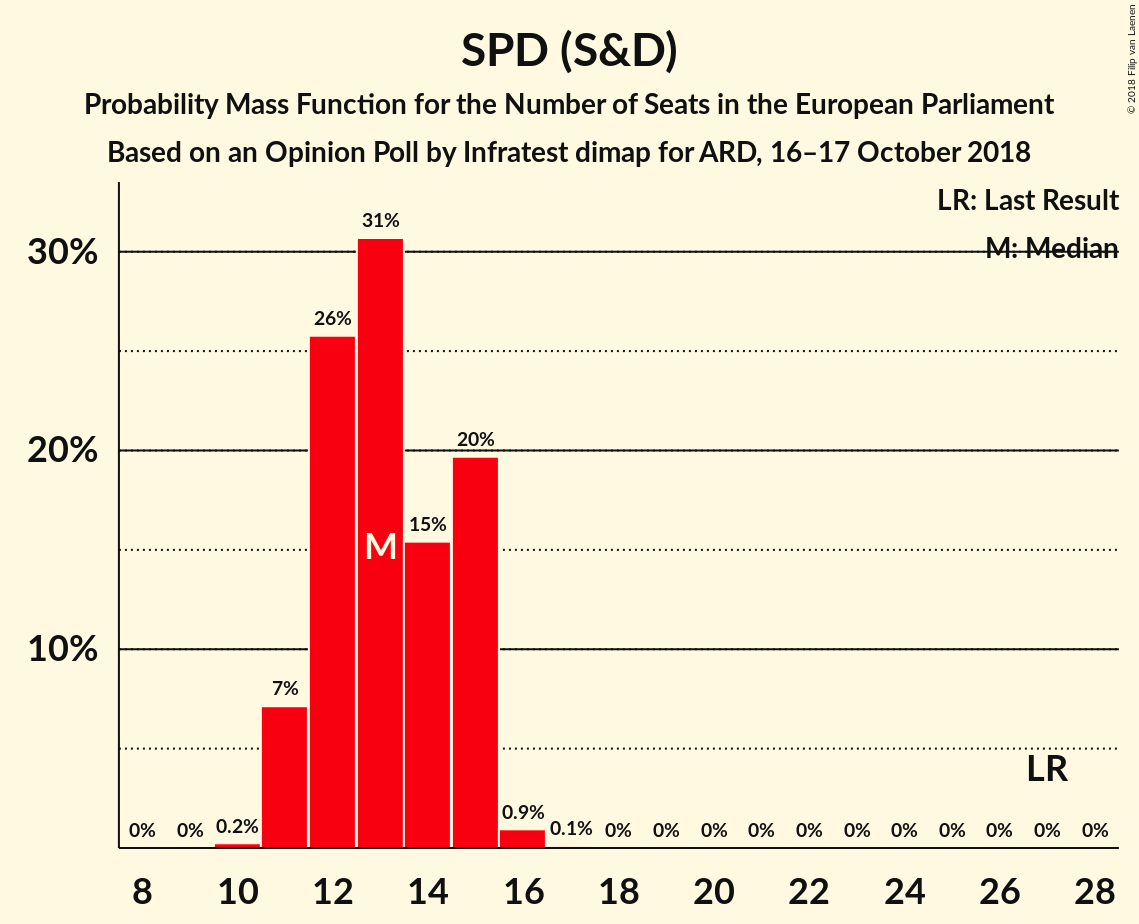 SPD (S&D)
Probability Mass Function for the Number of Seats in the European Parliament
Based on an Opinion Poll by Infratest dimap for ARD, 16–17 October 2018
© 2018 Filip van Laenen
LR: Last Result
M: Median
30%
20%
10%
0% 0% 0.2% 7% 26% 31% 15% 20% 0.9% 0.1% 0% 0% 0% 0% 0% 0% 0% 0% 0% 0% 0%
M
LR
8 10 12 14 16 18 20 22 24 26 28